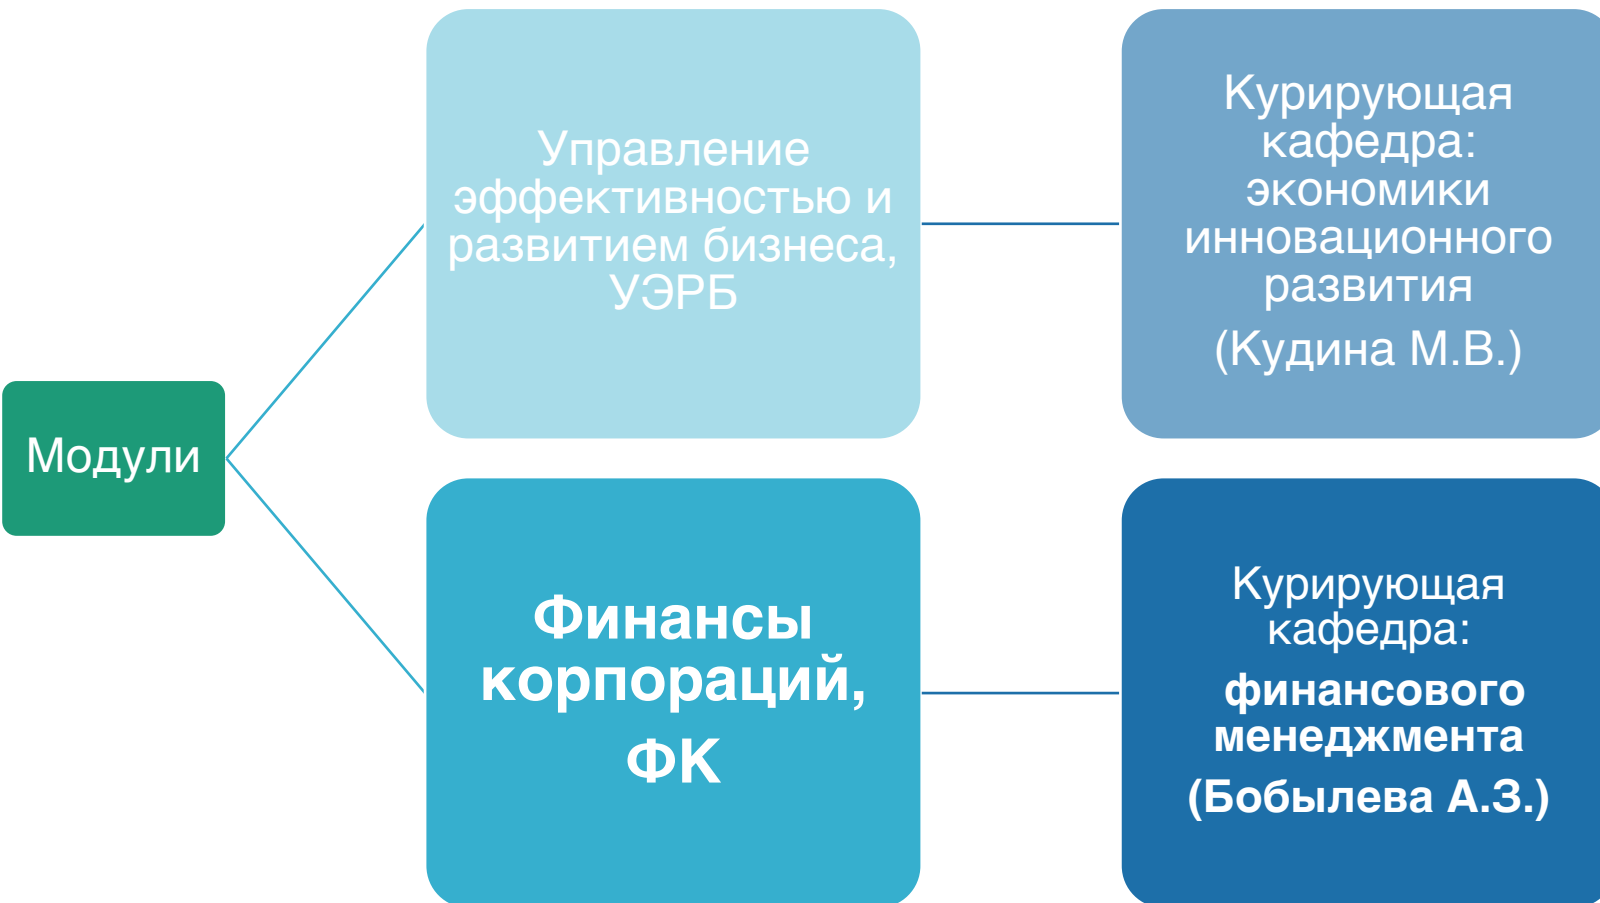 Модули
Управление
эффективностью и
развитием бизнеса,
УЭРБ
Курирующая
кафедра:
экономики
инновационного
развития
(Кудина М.В.)
Финансы
корпораций,
ФК
Курирующая
кафедра:
финансового
менеджмента
(Бобылева А.З.)